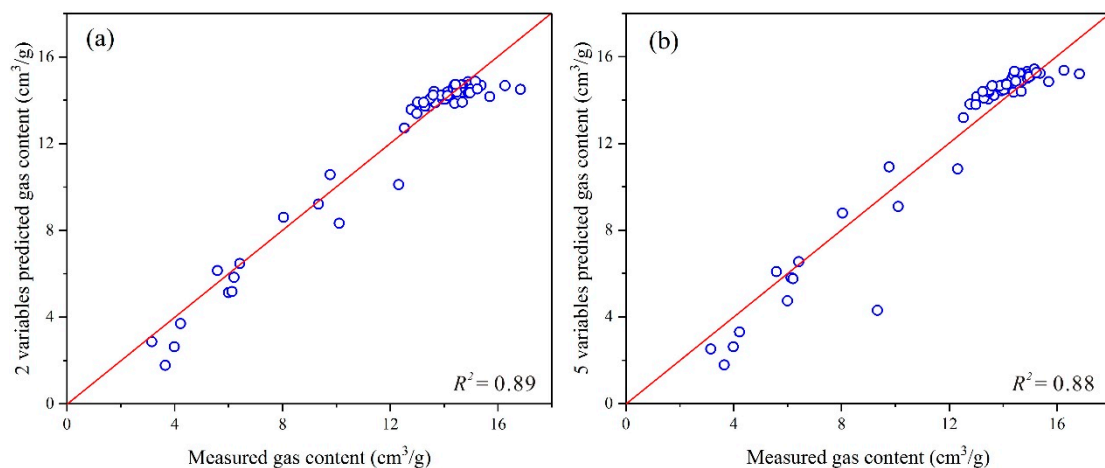 (a)
2 variables predicted gas content (cm³/g)
16
12
8
4
0
0 4 8 12 16
Measured gas content (cm³/g)
R² = 0.89
(b)
5 variables predicted gas content (cm³/g)
16
12
8
4
0
0 4 8 12 16
Measured gas content (cm³/g)
R² = 0.88